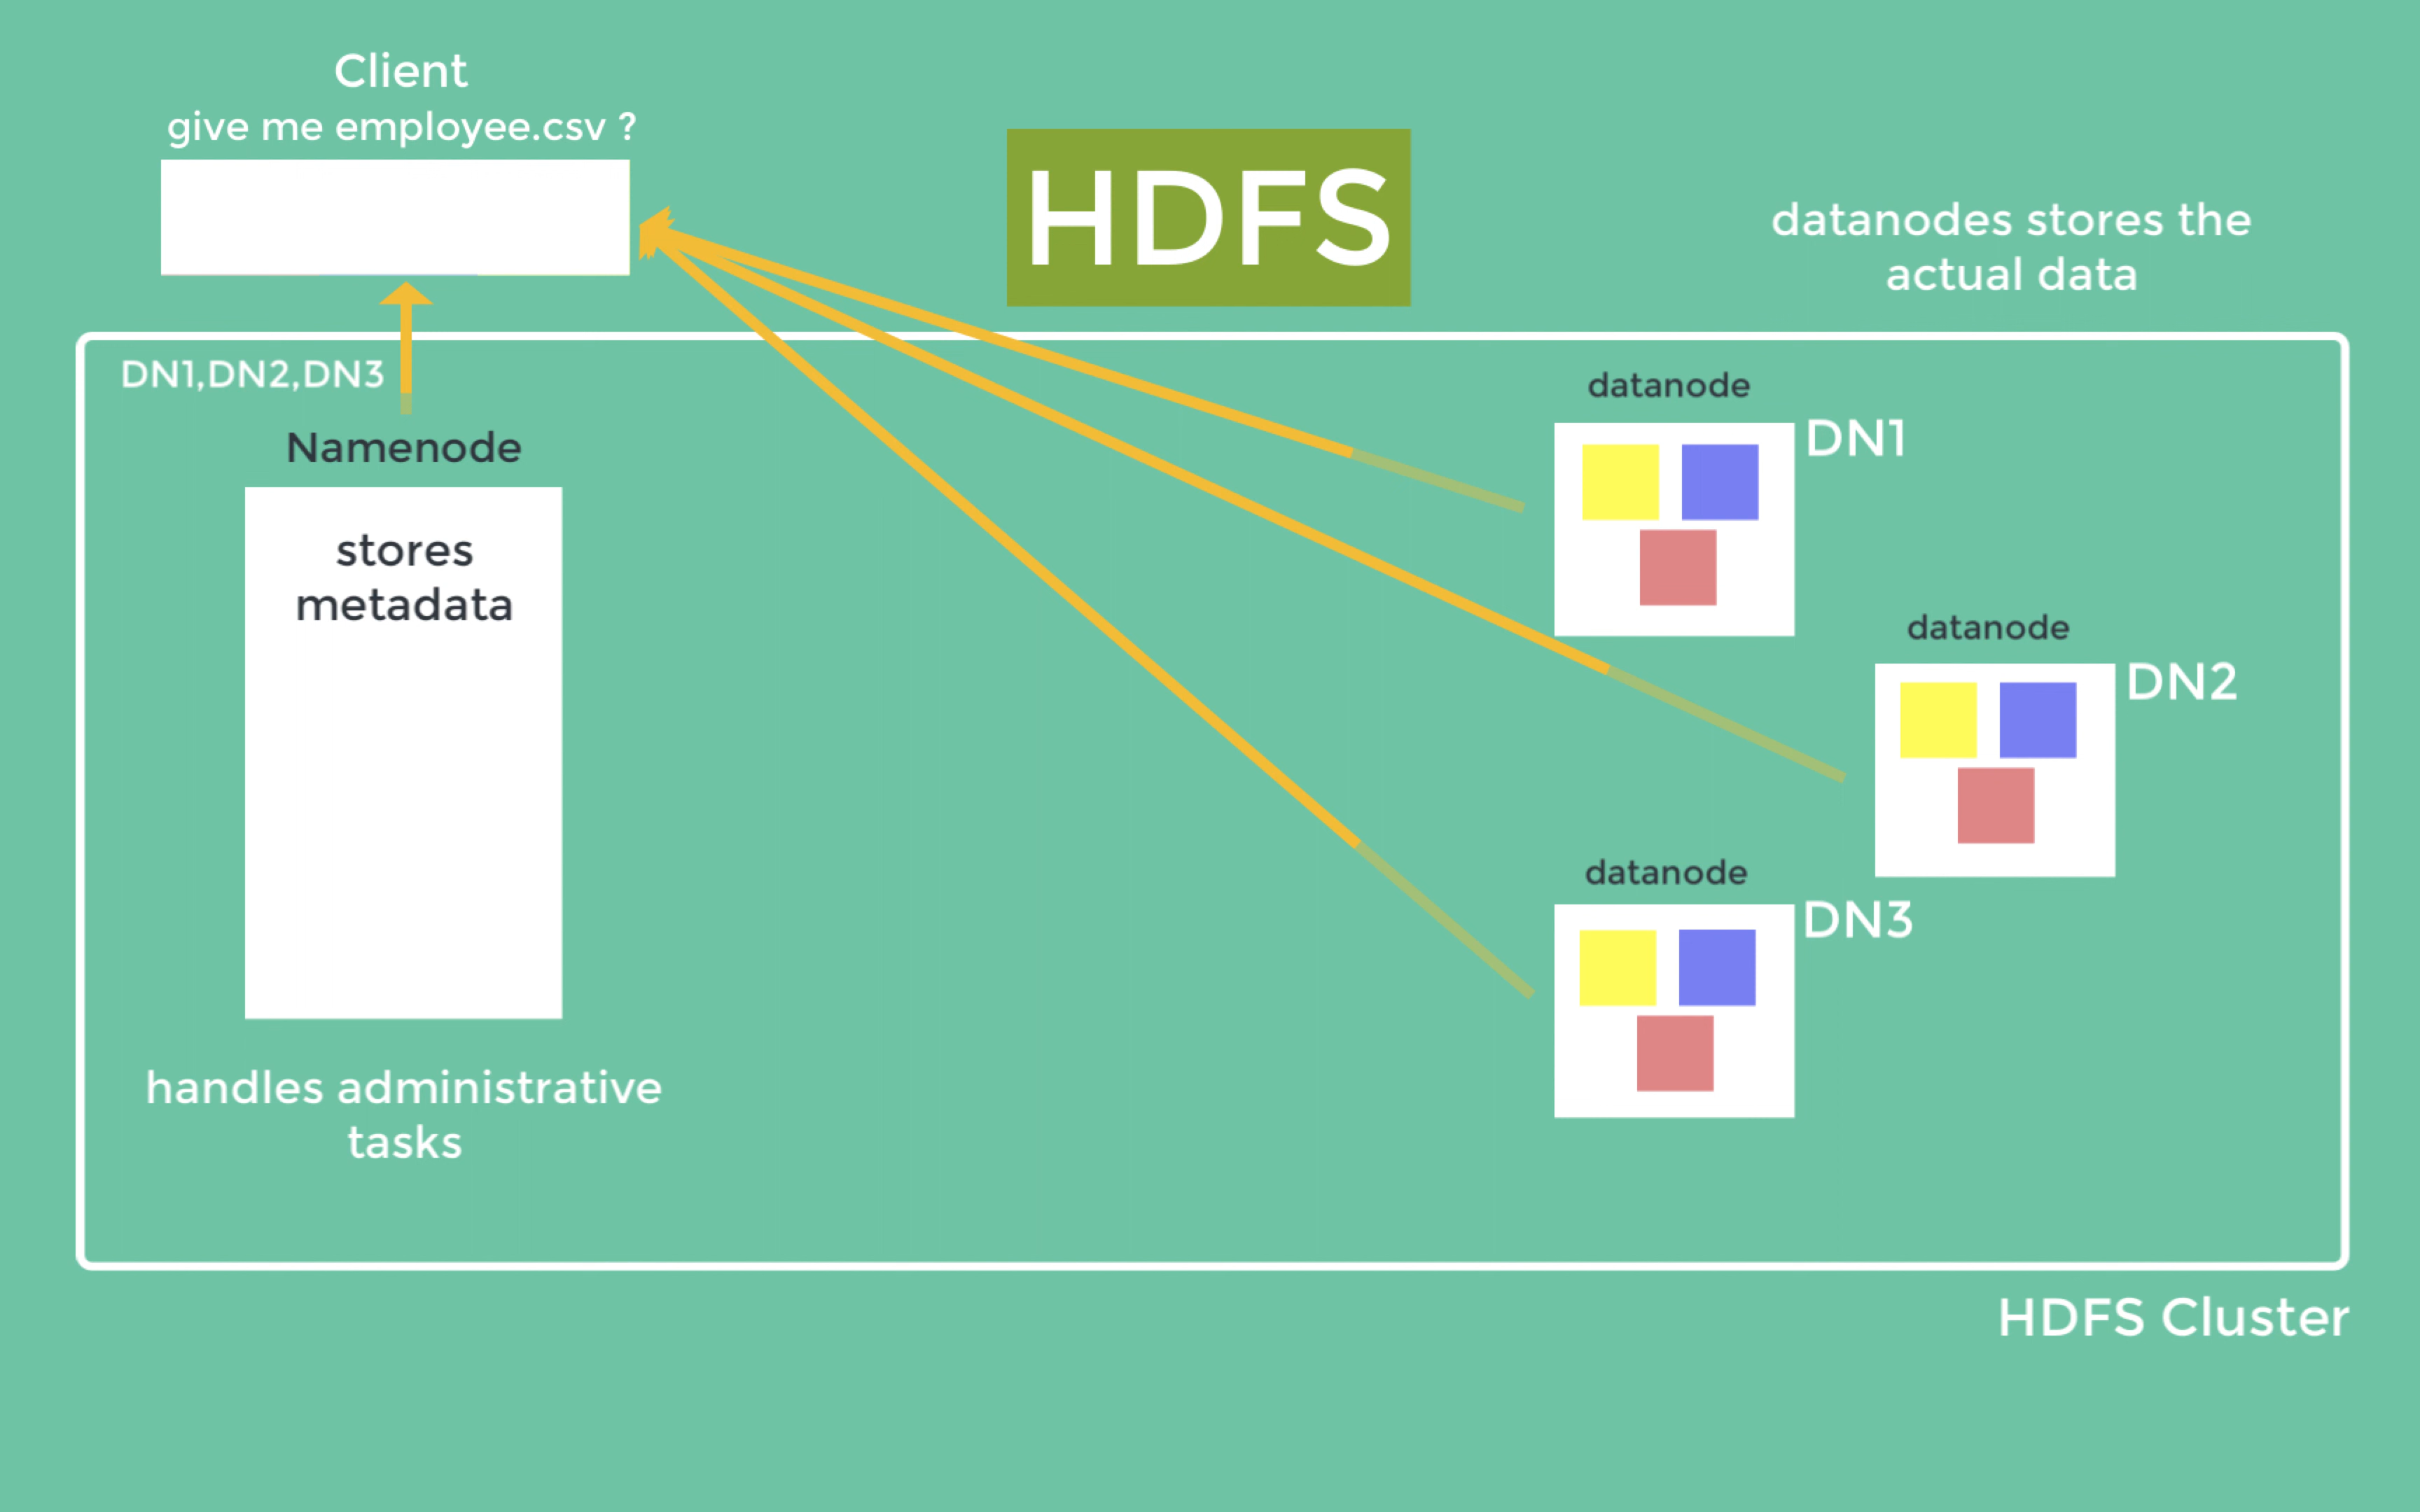 Client
give me employee.csv ?
HDFS
datanodes stores the
actual data
DN1,DN2,DN3
Namenode
stores
metadata
handles administrative
tasks
datanode
DN1
datanode
DN2
datanode
DN3
HDFS Cluster